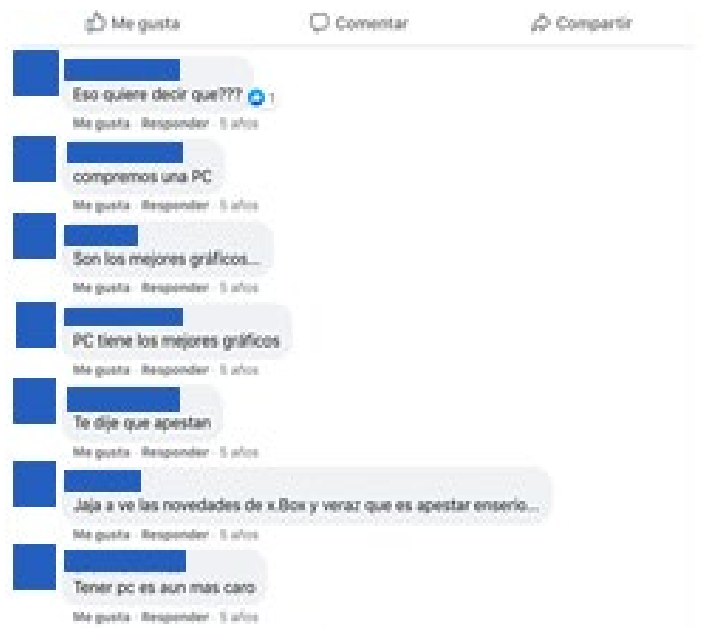 Me gusta Comentar Compartir
Eso quiere decir que??? 1
Me gusta Responder 5 años
compremos una PC
Me gusta Responder 5 años
Son los mejores gráficos...
Me gusta Responder 5 años
PC tiene los mejores gráficos
Me gusta Responder 5 años
Te dije que apestan
Me gusta Responder 5 años
Jaja a ve las novedades de x.Box y veraz que es apestar enserio...
Me gusta Responder 5 años
Tener pc es aun mas caro
Me gusta Responder 5 años